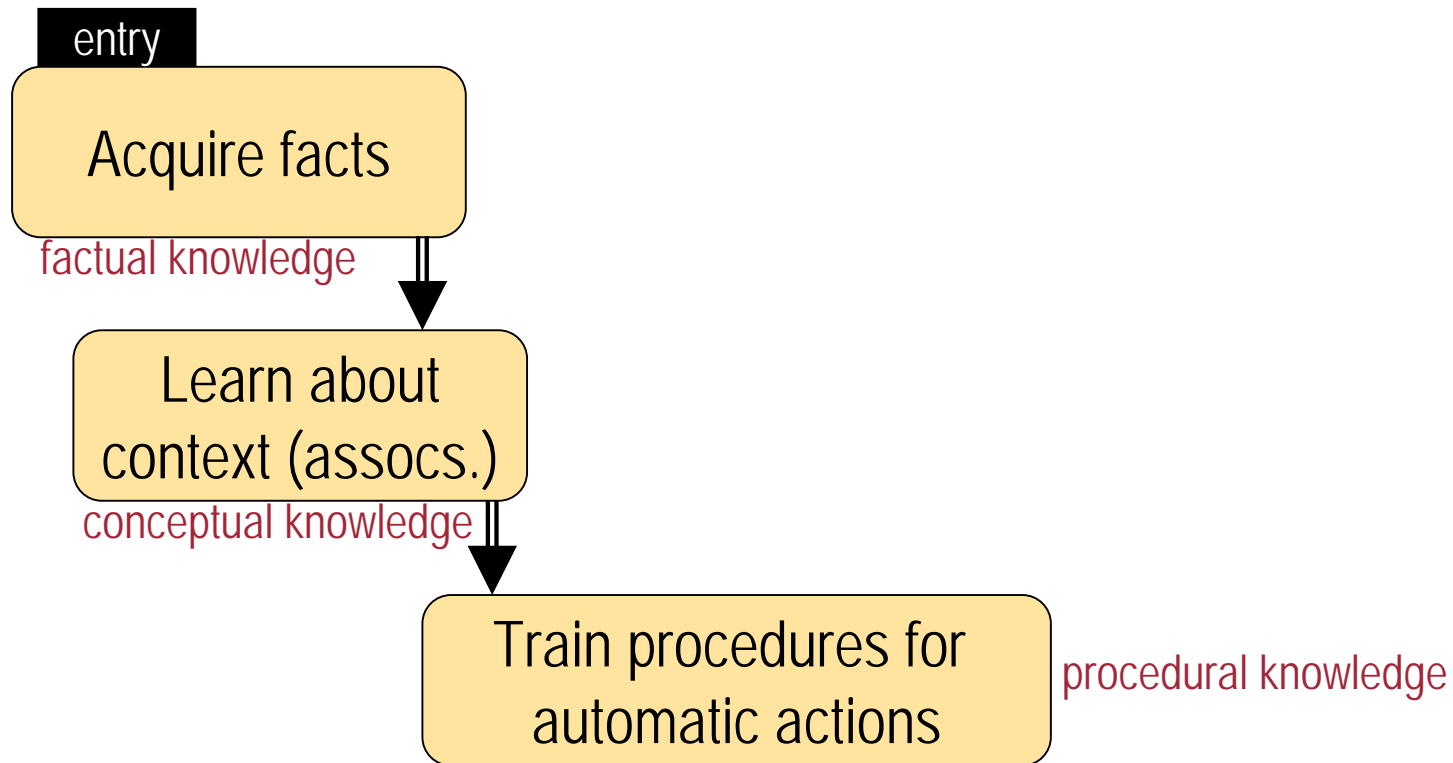 entry
Acquire facts
factual knowledge
Learn about
context (assocs.)
conceptual knowledge
Train procedures for
automatic actions
procedural knowledge